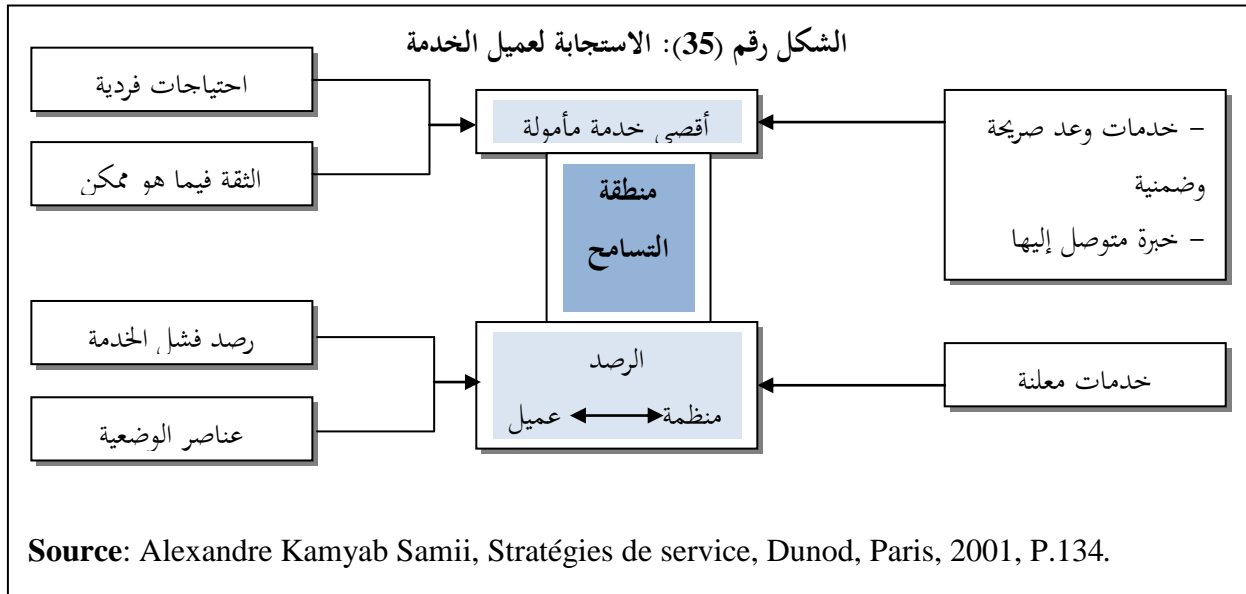 الشكل رقم (35): الاستجابة لعميل الخدمة
احتياجات فردية
الثقة فيما هو ممكن
أقصى خدمة مأمولة
- خدمات وعد صريحة
وضمنية
- خبرة متوصل إليها
منطقة
التسامح
رصد فشل الخدمة
عناصر الوضعية
الرصد
منظمة عميل
خدمات معلنة
Source: Alexandre Kamyab Samii, Stratégies de service, Dunod, Paris, 2001, P.134.